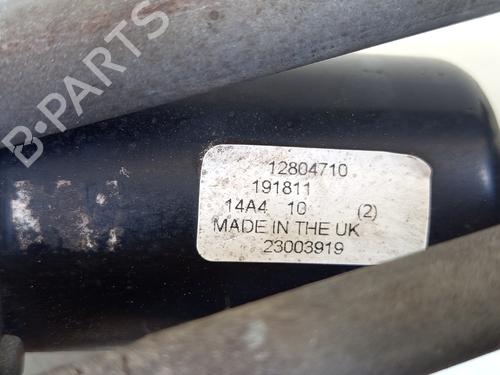 B-PARTS
12804710
191811
14A4 10 (2)
MADE IN THE UK
23003919